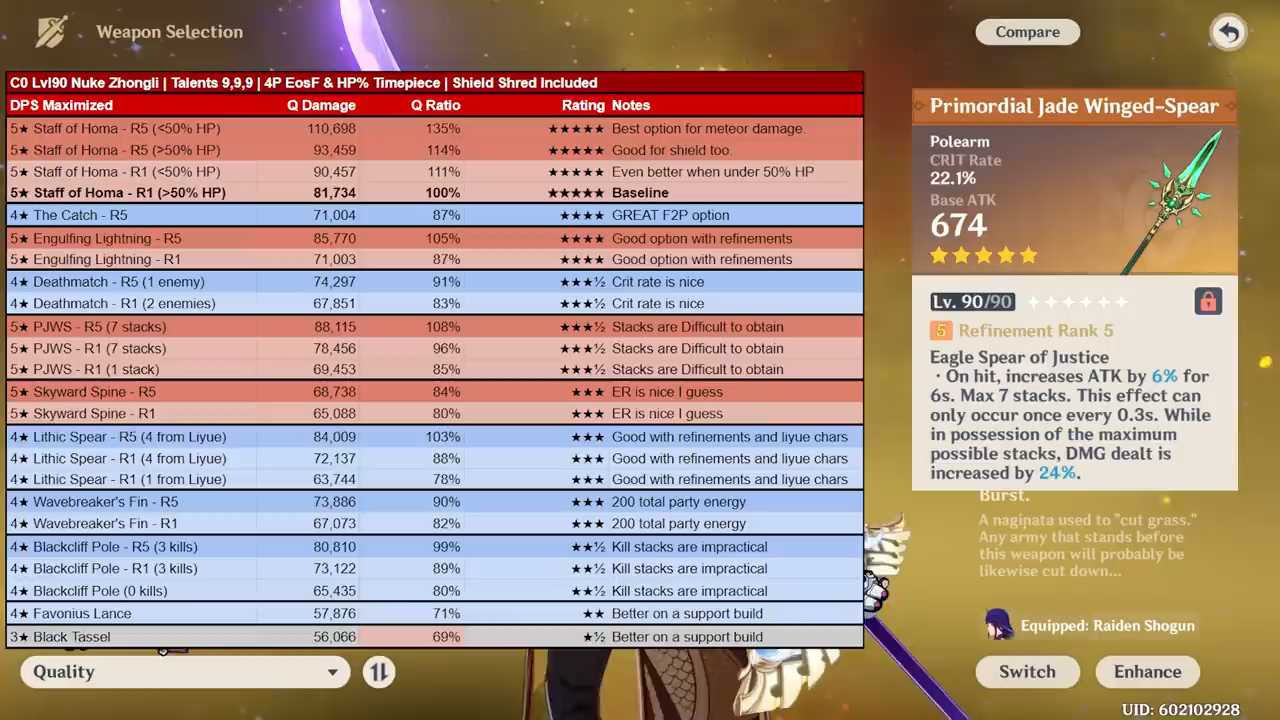 Weapon Selection
Compare
C0 Lvl90 Nuke Zhongli | Talents 9,9,9 | 4P EosF & HP% Timepiece | Shield Shred Included
DPS Maximized Q Damage Q Ratio Rating Notes
5★ Staff of Homa - R5 (<50% HP) 110,698 135% ★★★★★ Best option for meteor damage.
5★ Staff of Homa - R5 (>50% HP) 93,459 114% ★★★★★ Good for shield too.
5★ Staff of Homa - R1 (<50% HP) 90,457 111% ★★★★★ Even better when under 50% HP
5★ Staff of Homa - R1 (>50% HP) 81,734 100% ★★★★★ Baseline
4★ The Catch - R5 71,004 87% ★★★★ GREAT F2P option
5★ Engulfing Lightning - R5 85,770 105% ★★★★ Good option with refinements
5★ Engulfing Lightning - R1 71,003 87% ★★★★ Good option with refinements
4★ Deathmatch - R5 (1 enemy) 74,297 91% ★★★½ Crit rate is nice
4★ Deathmatch - R1 (2 enemies) 67,851 83% ★★★½ Crit rate is nice
5★ PJWS - R5 (7 stacks) 88,115 108% ★★★½ Stacks are Difficult to obtain
5★ PJWS - R1 (7 stacks) 78,456 96% ★★★½ Stacks are Difficult to obtain
5★ PJWS - R1 (1 stack) 69,453 85% ★★★½ Stacks are Difficult to obtain
5★ Skyward Spine - R5 68,738 84% ★★★ ER is nice I guess
5★ Skyward Spine - R1 65,088 80% ★★★ ER is nice I guess
4★ Lithic Spear - R5 (4 from Liyue) 84,009 103% ★★★ Good with refinements and liyue chars
4★ Lithic Spear - R1 (4 from Liyue) 72,137 88% ★★★ Good with refinements and liyue chars
4★ Lithic Spear - R1 (1 from Liyue) 63,744 78% ★★★ Good with refinements and liyue chars
4★ Wavebreaker's Fin - R5 73,886 90% ★★★ 200 total party energy
4★ Wavebreaker's Fin - R1 67,073 82% ★★★ 200 total party energy
4★ Blackcliff Pole - R5 (3 kills) 80,810 99% ★★½ Kill stacks are impractical
4★ Blackcliff Pole - R1 (3 kills) 73,122 89% ★★½ Kill stacks are impractical
4★ Blackcliff Pole (0 kills) 65,435 80% ★★½ Kill stacks are impractical
4★ Favonius Lance 57,876 71% ★★ Better on a support build
3★ Black Tassel 56,066 69% ★½ Better on a support build
Quality
Primordial Jade Winged-Spear
Polearm
CRIT Rate
22.1%
Base ATK
674
Lv. 90/90
5 Refinement Rank 5
Eagle Spear of Justice
· On hit, increases ATK by 6% for
6s. Max 7 stacks. This effect can
only occur once every 0.3s. While
in possession of the maximum
possible stacks, DMG dealt is
increased by 24%.
Burst.
A naginata used to "cut grass."
Any army that stands before
this weapon will probably be
likewise cut down...
Equipped: Raiden Shogun
Switch
Enhance
UID: 602102928